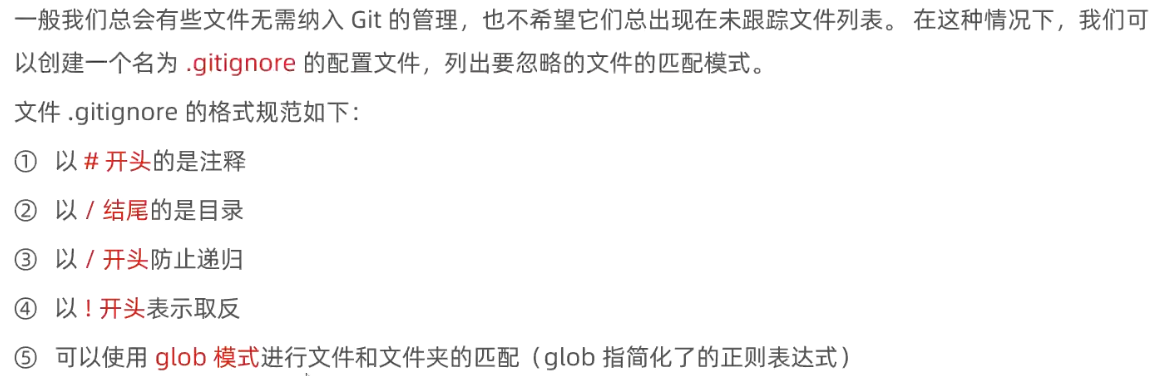 一般我们总会有些文件无需纳入 Git 的管理，也不希望它们总出现在未跟踪文件列表。 在这种情况下，我们可
以创建一个名为 .gitignore 的配置文件，列出要忽略的文件的匹配模式。
文件 .gitignore 的格式规范如下：
① 以 # 开头的是注释
② 以 / 结尾的是目录
③ 以 / 开头防止递归
④ 以 ! 开头表示取反
⑤ 可以使用 glob 模式进行文件和文件夹的匹配（glob 指简化了的正则表达式）